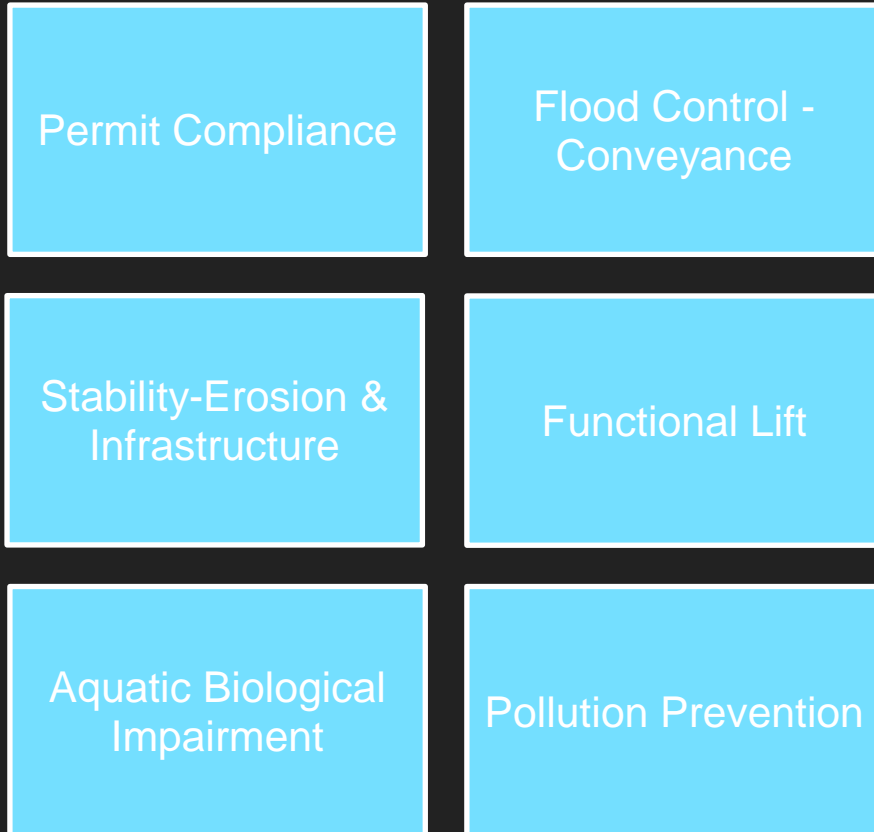 Permit Compliance
Flood Control -
Conveyance
Stability-Erosion &
Infrastructure
Functional Lift
Aquatic Biological
Impairment
Pollution Prevention